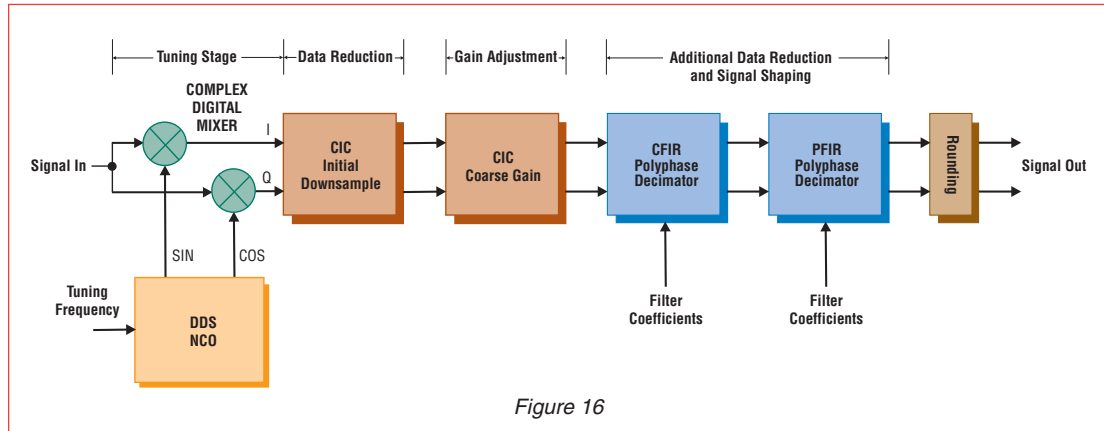 Tuning Stage
Data Reduction
Gain Adjustment
Additional Data Reduction
and Signal Shaping
COMPLEX
DIGITAL
MIXER
I
Q
Signal In
CIC
Initial
Downsample
CIC
Coarse Gain
CFIR
Polyphase
Decimator
PFIR
Polyphase
Decimator
Rounding
Signal Out
SIN
COS
Tuning
Frequency
DDS
NCO
Filter
Coefficients
Filter
Coefficients
Figure 16